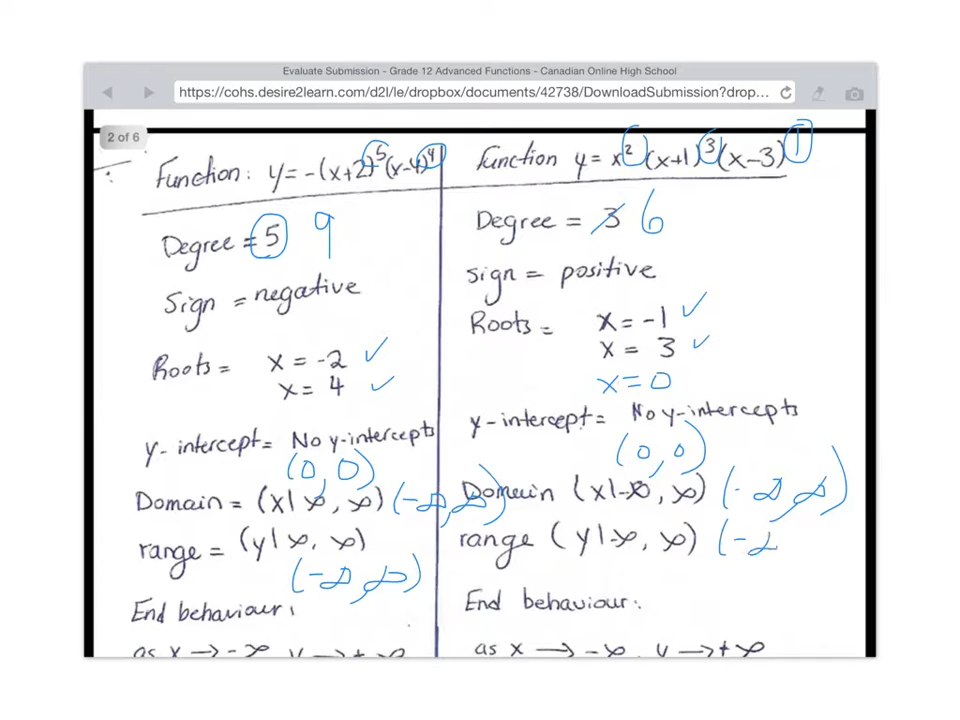 Evaluate Submission - Grade 12 Advanced Functions - Canadian Online High School
https://cohs.desire2learn.com/d2l/le/dropbox/documents/42738/DownloadSubmission?drop...
2 of 6
Function: y = -(x+2)⁵(x-4)⁴
Degree = 5 9
Sign = negative
Roots = x = -2 ✓
x = 4 ✓
y-intercept = No y-intercepts
(0, 0)
Domain = (x| ∞, ∞) (-∞, ∞)
range = (y| ∞, ∞)
(-∞, ∞)
End behaviour:
as x → -∞, y → +∞
Function y = x²(x+1)³(x-3)¹
Degree = 3 6
sign = positive
Roots = x = -1 ✓
x = 3 ✓
x = 0
y-intercept = No y-intercepts
(0, 0)
Domain (x|-∞, ∞) (-∞, ∞)
range (y|-∞, ∞) (-∞
End behaviour:
as x → -∞, y → +∞